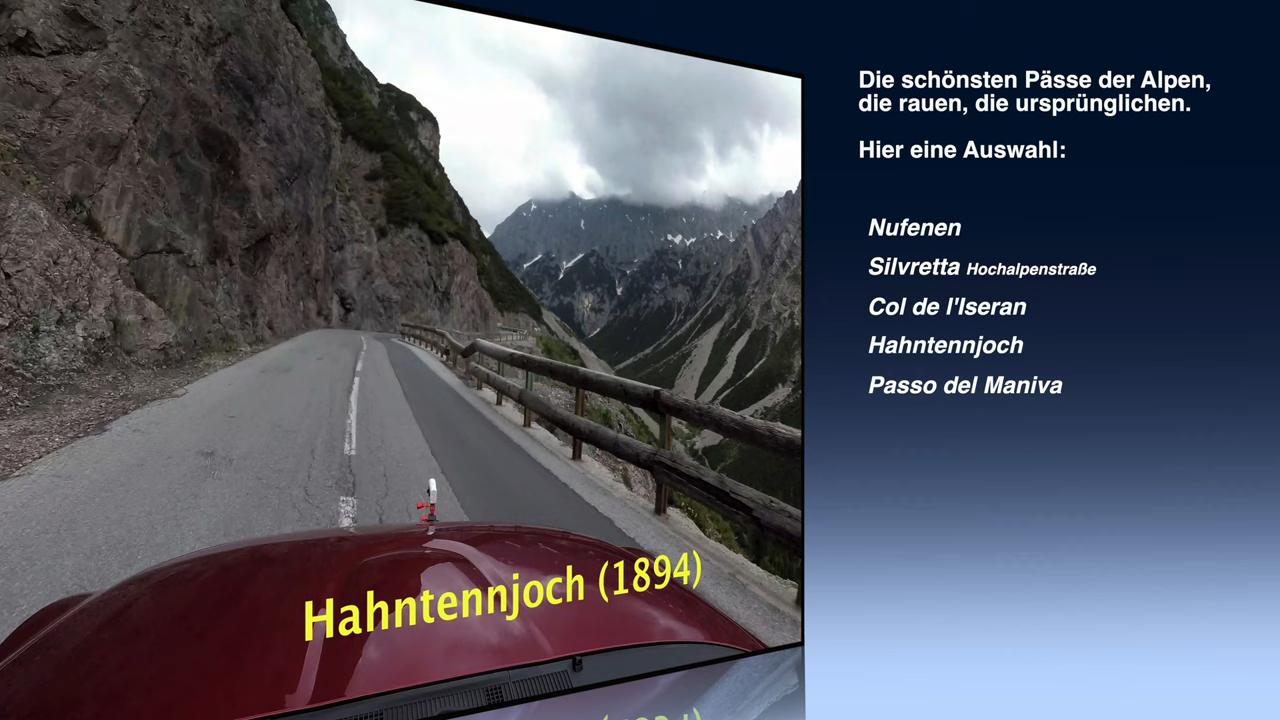 Die schönsten Pässe der Alpen,
die rauen, die ursprünglichen.
Hier eine Auswahl:
Nufenen
Silvretta Hochalpenstraße
Col de l'Iseran
Hahntennjoch
Passo del Maniva
Hahntennjoch (1894)